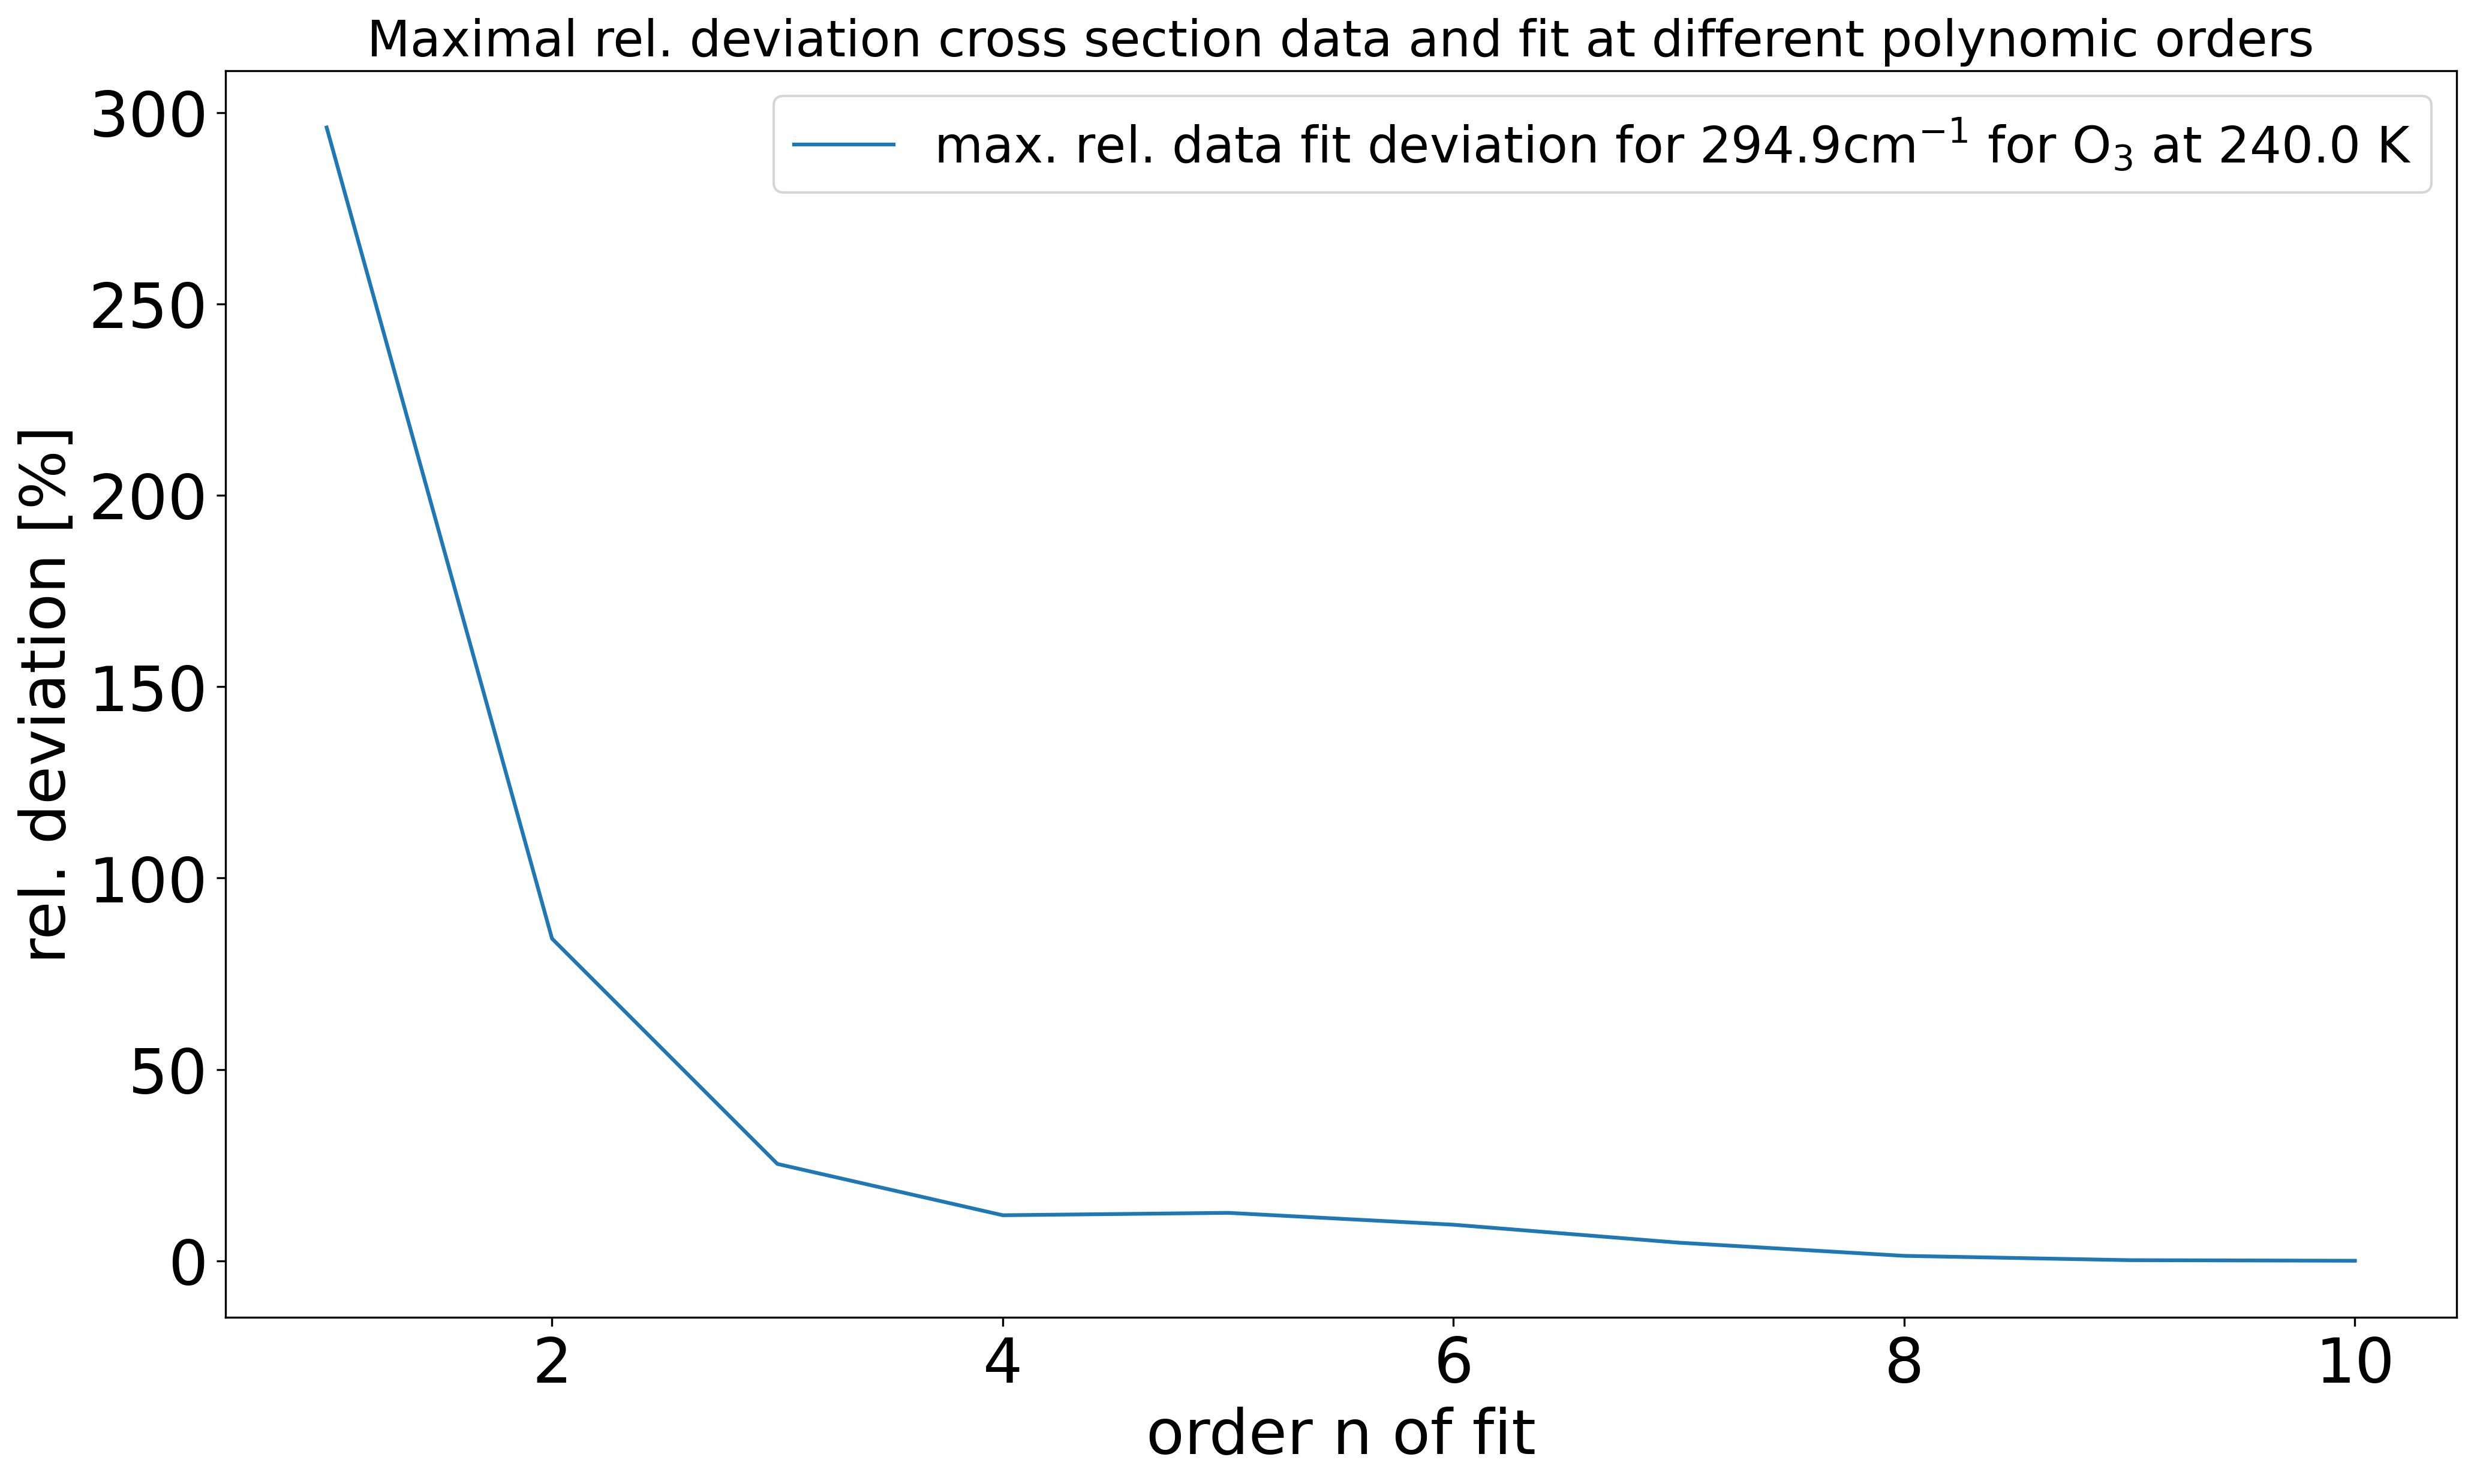 Maximal rel. deviation cross section data and fit at different polynomic orders
max. rel. data fit deviation for 294.9cm⁻¹ for O₃ at 240.0 K
rel. deviation [%]
300
250
200
150
100
50
0
2 4 6 8 10
order n of fit